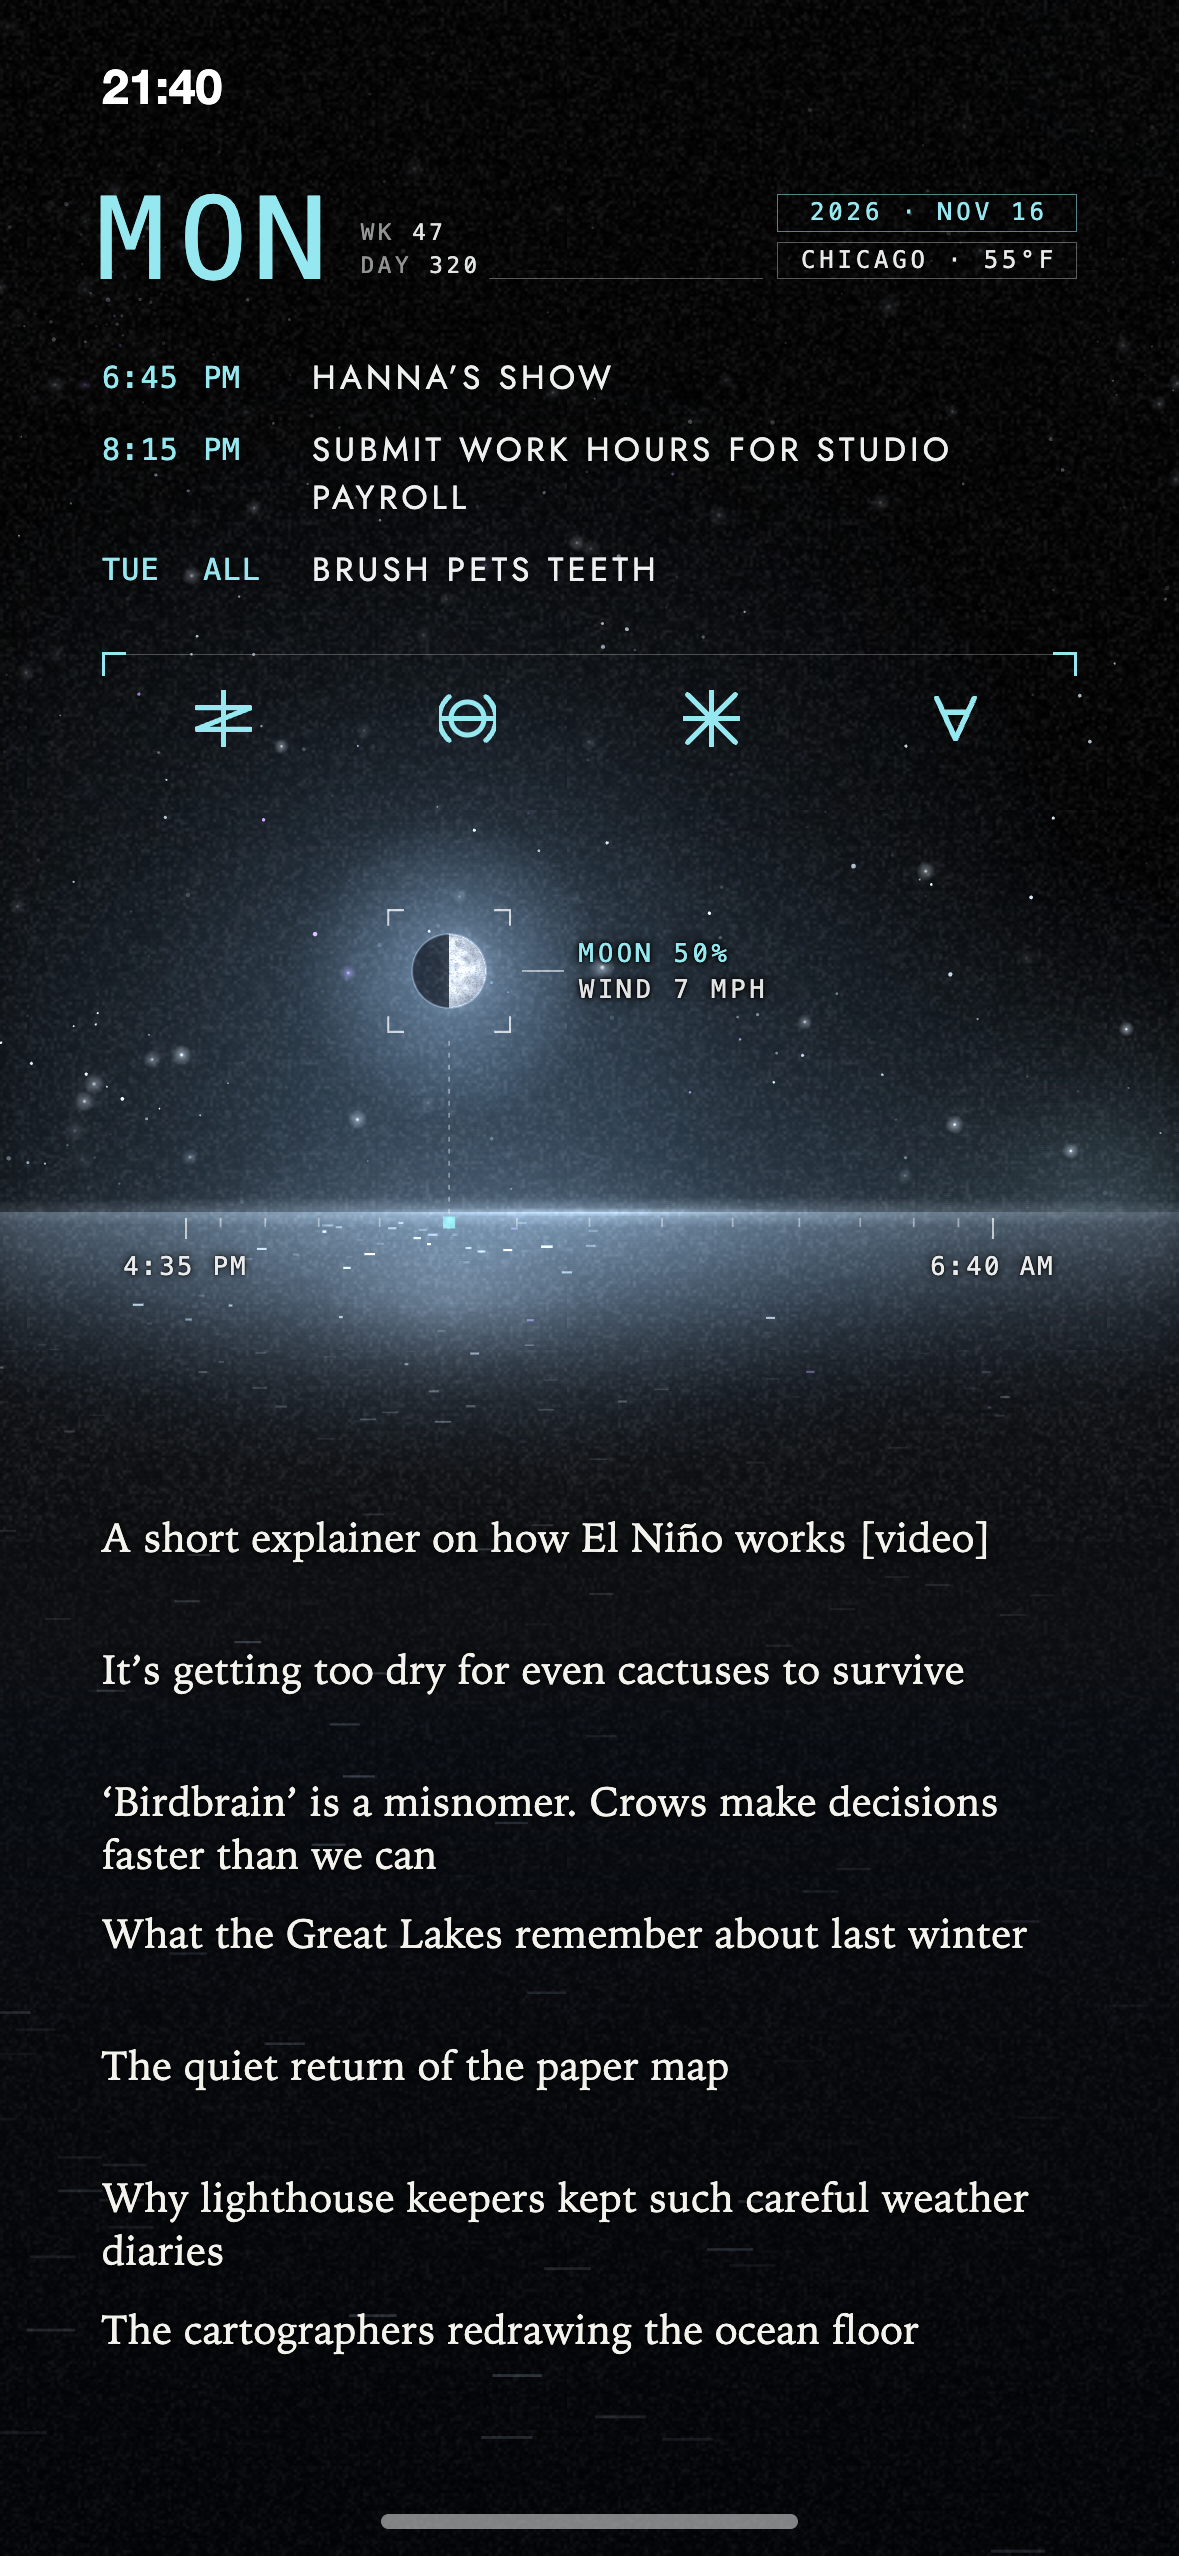 21:40
MON
WK 47
DAY 320
2026 · NOV 16
CHICAGO · 55°F
6:45 PM HANNA’S SHOW
8:15 PM SUBMIT WORK HOURS FOR STUDIO
PAYROLL
TUE ALL BRUSH PETS TEETH
MOON 50%
WIND 7 MPH
4:35 PM
6:40 AM
A short explainer on how El Niño works [video]
It’s getting too dry for even cactuses to survive
‘Birdbrain’ is a misnomer. Crows make decisions
faster than we can
What the Great Lakes remember about last winter
The quiet return of the paper map
Why lighthouse keepers kept such careful weather
diaries
The cartographers redrawing the ocean floor